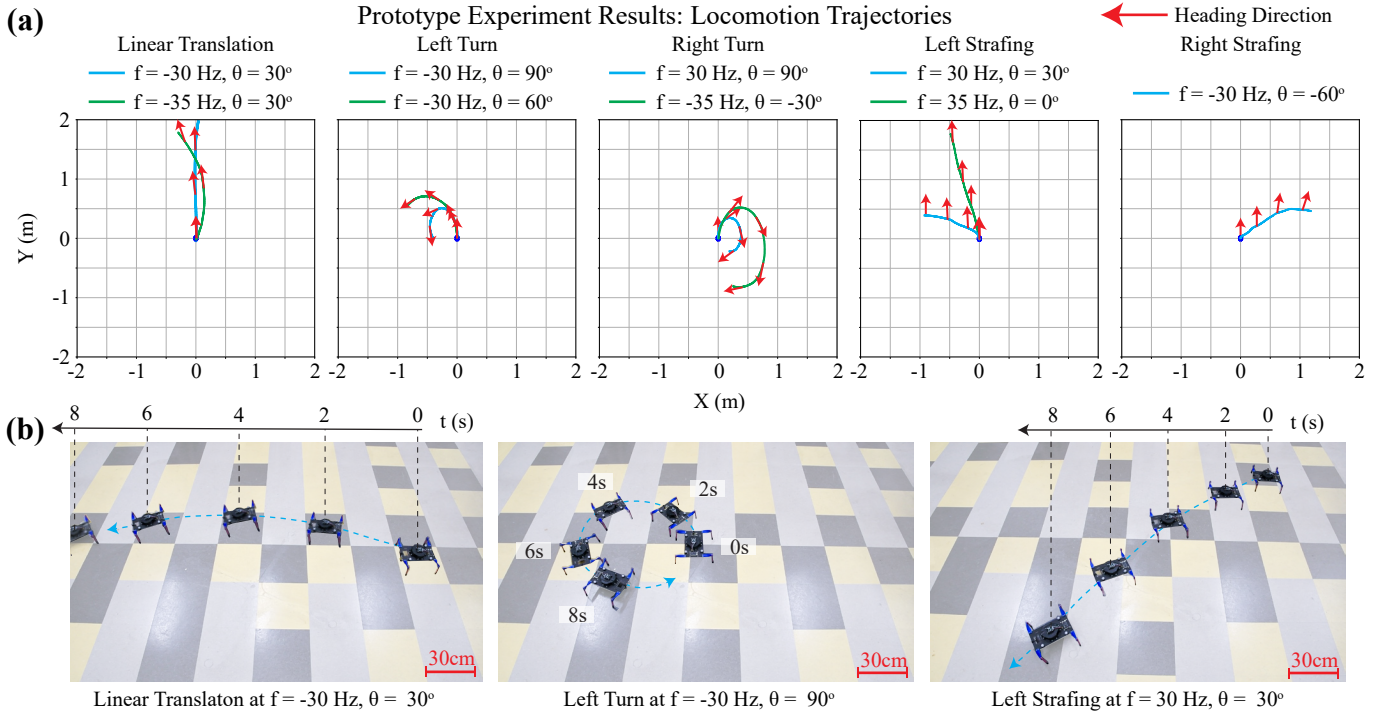 (a)
Prototype Experiment Results: Locomotion Trajectories
Heading Direction
Linear Translation
f = -30 Hz, θ = 30°
f = -35 Hz, θ = 30°
Left Turn
f = -30 Hz, θ = 90°
f = -30 Hz, θ = 60°
Right Turn
f = 30 Hz, θ = 90°
f = -35 Hz, θ = -30°
Left Strafing
f = 30 Hz, θ = 30°
f = 35 Hz, θ = 0°
Right Strafing
f = -30 Hz, θ = -60°
Y (m)
2
1
0
-1
-2
-2 -1 0 1 2
-2 -1 0 1 2
-2 -1 0 1 2
-2 -1 0 1 2
-2 -1 0 1 2
X (m)
(b)
8 6 4 2 0 t (s)
30cm
Linear Translaton at f = -30 Hz, θ = 30°
0s
2s
4s
6s
8s
30cm
Left Turn at f = -30 Hz, θ = 90°
8 6 4 2 0 t (s)
30cm
Left Strafing at f = 30 Hz, θ = 30°